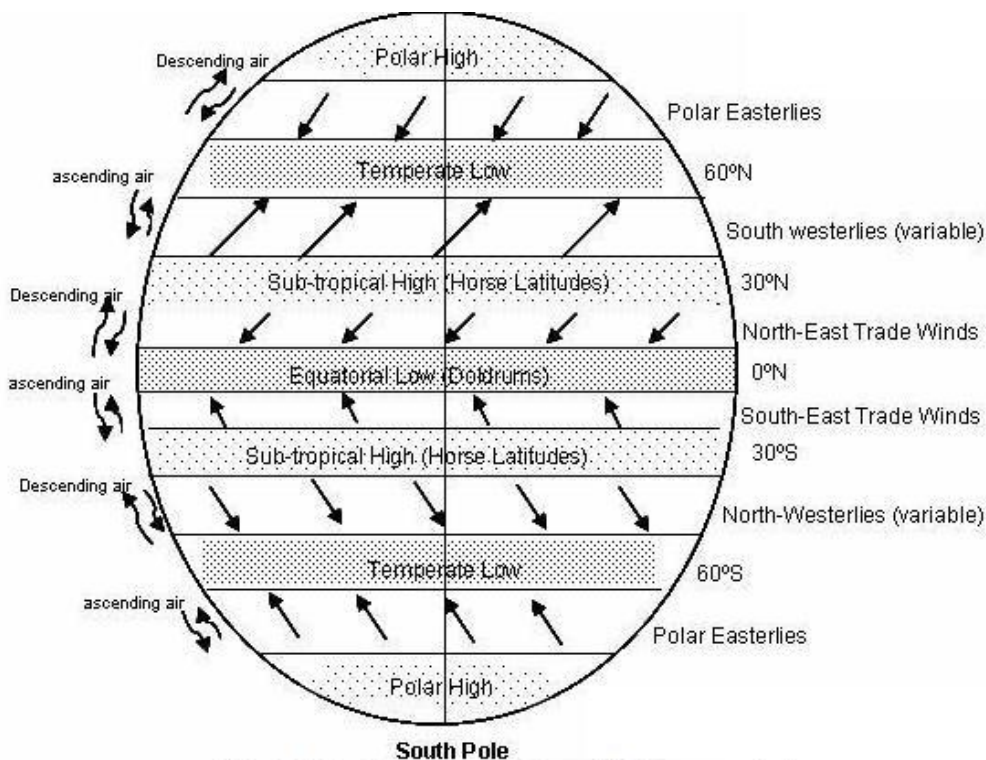 Polar High
Descending air
Polar Easterlies
Temperate Low
60ºN
ascending air
South westerlies (variable)
Sub-tropical High (Horse Latitudes)
30ºN
Descending air
North-East Trade Winds
Equatorial Low (Doldrums)
0ºN
ascending air
South-East Trade Winds
Sub-tropical High (Horse Latitudes)
30ºS
Descending air
North-Westerlies (variable)
Temperate Low
60ºS
ascending air
Polar Easterlies
Polar High
South Pole